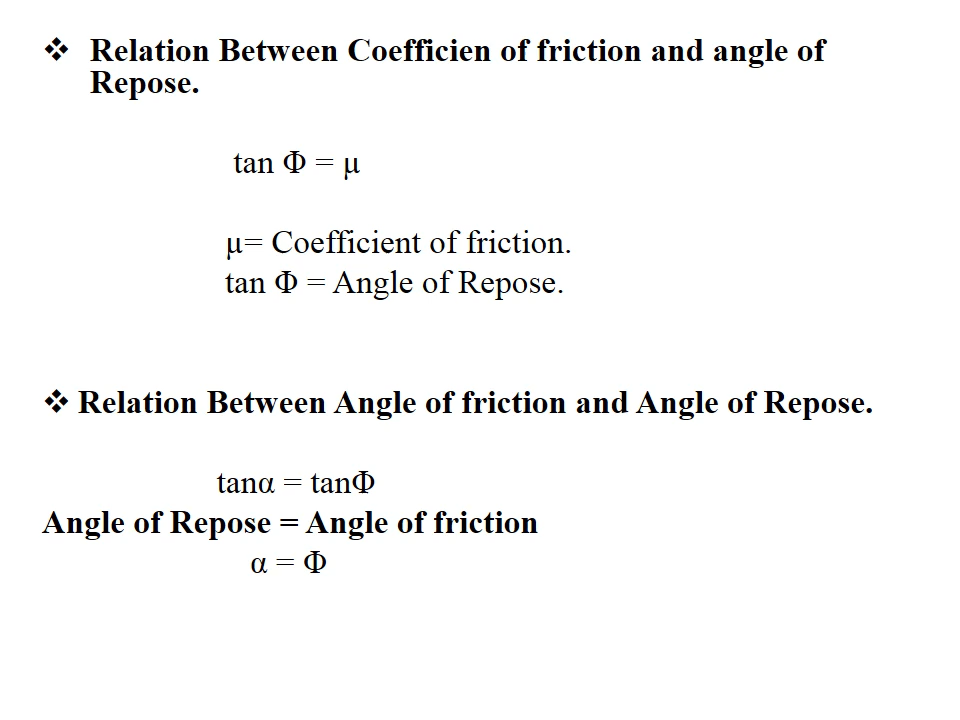 ❖ Relation Between Coefficien of friction and angle of
Repose.
tan Φ = μ
μ= Coefficient of friction.
tan Φ = Angle of Repose.
❖ Relation Between Angle of friction and Angle of Repose.
tanα = tanΦ
Angle of Repose = Angle of friction
α = Φ